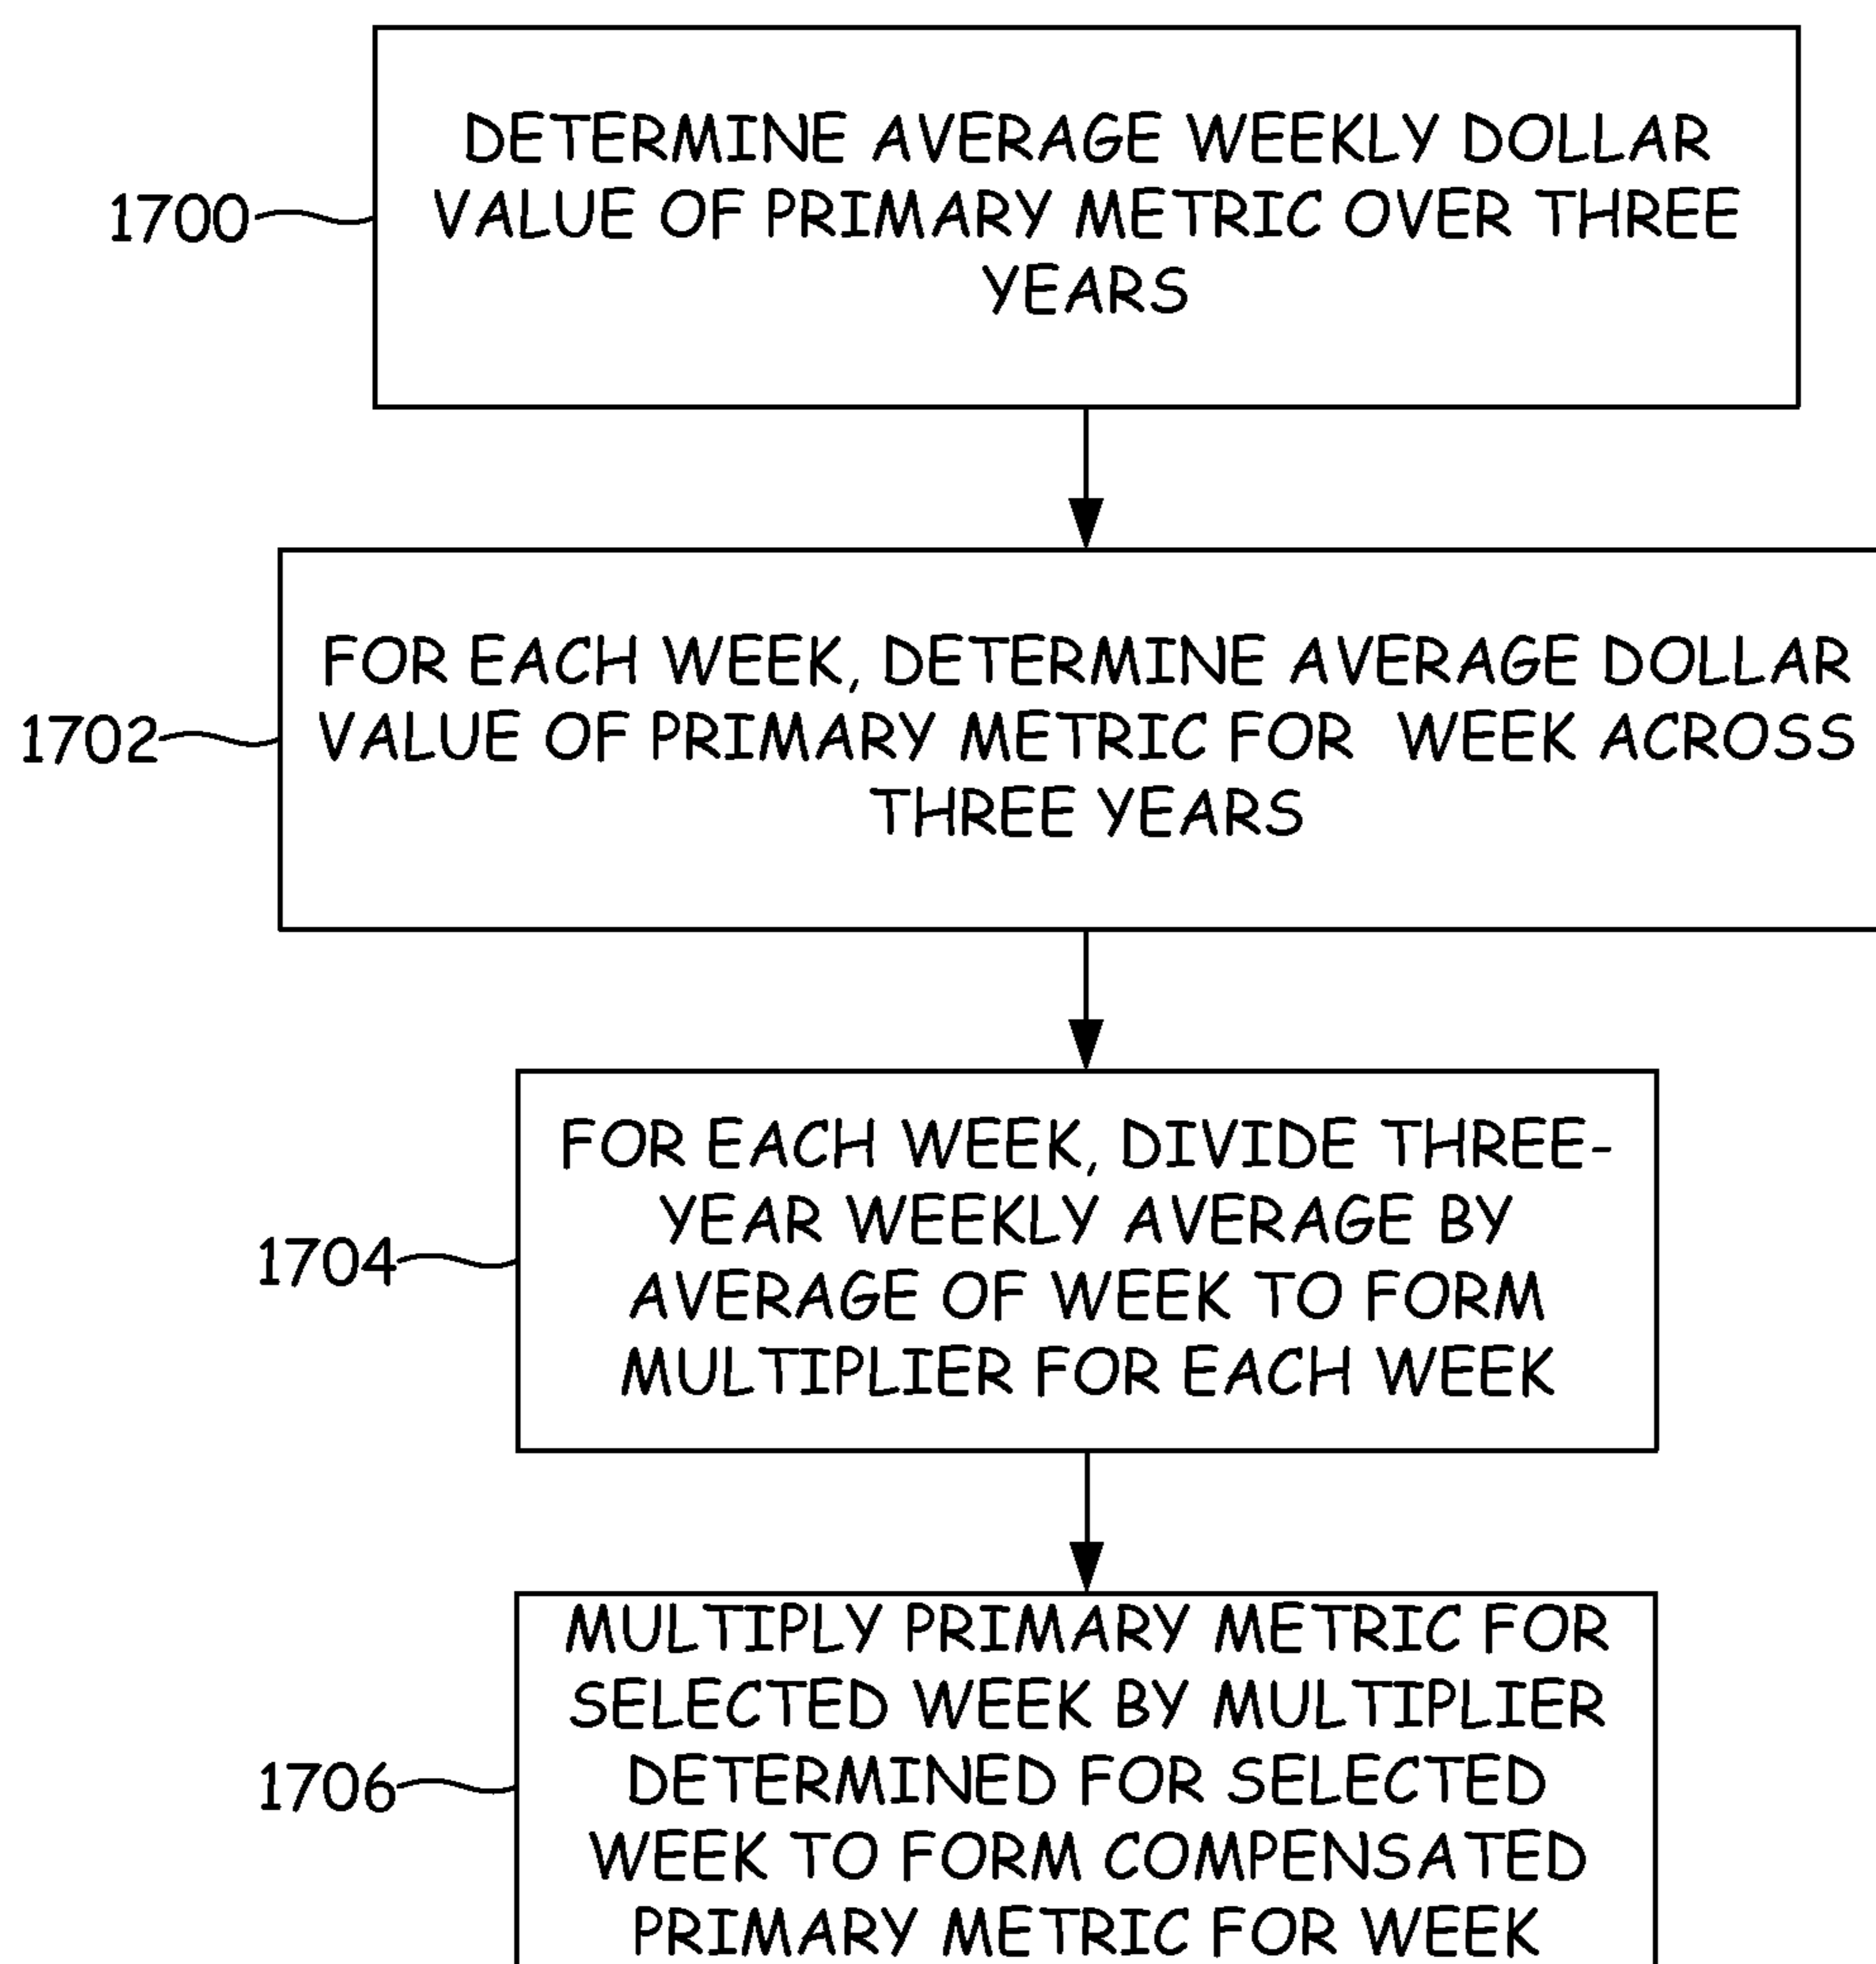 DETERMINE AVERAGE WEEKLY DOLLAR
1700 VALUE OF PRIMARY METRIC OVER THREE
YEARS
FOR EACH WEEK, DETERMINE AVERAGE DOLLAR
1702 VALUE OF PRIMARY METRIC FOR WEEK ACROSS
THREE YEARS
FOR EACH WEEK, DIVIDE THREE-
YEAR WEEKLY AVERAGE BY
1704
AVERAGE OF WEEK TO FORM
MULTIPLIER FOR EACH WEEK
MULTIPLY PRIMARY METRIC FOR
SELECTED WEEK BY MULTIPLIER
1706 DETERMINED FOR SELECTED
WEEK TO FORM COMPENSATED
PRIMARY METRIC FOR WEEK